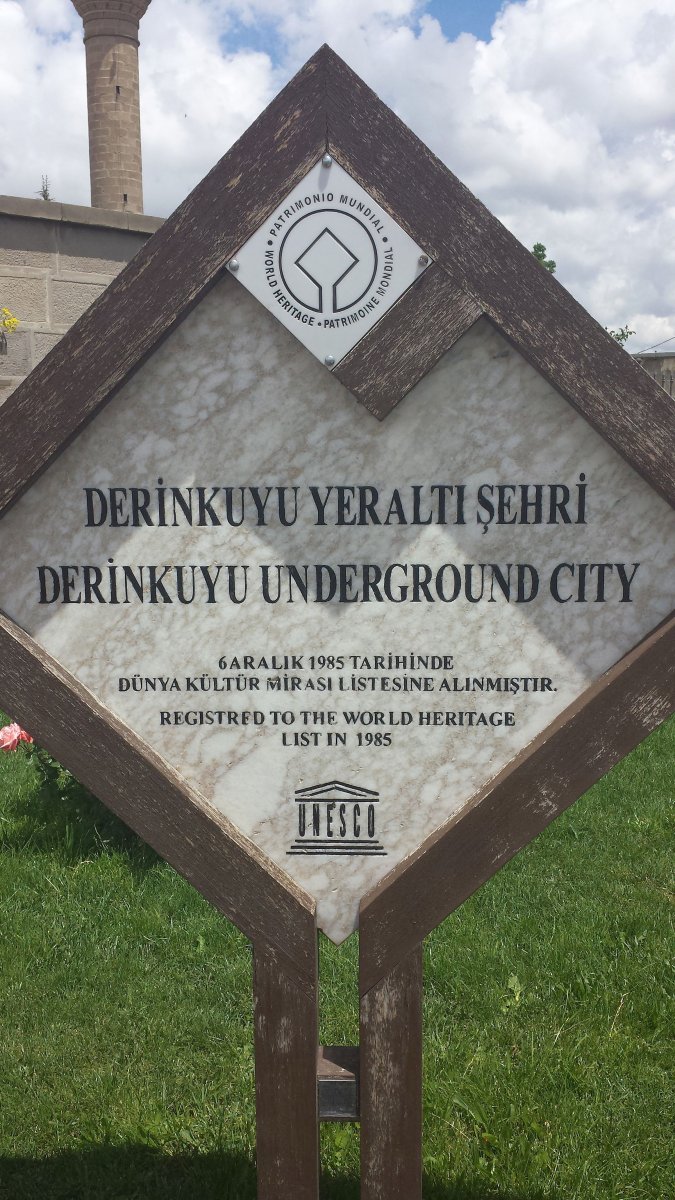 PATRIMONIO MUNDIAL •
WORLD HERITAGE •
PATRIMOINE MONDIAL •
DERİNKUYU YERALTI ŞEHRİ
DERİNKUYU UNDERGROUND CITY
6 ARALIK 1985 TARİHİNDE
DÜNYA KÜLTÜR MİRASI LİSTESİNE ALINMIŞTIR.
REGISTRED TO THE WORLD HERITAGE
LIST IN 1985
UNESCO